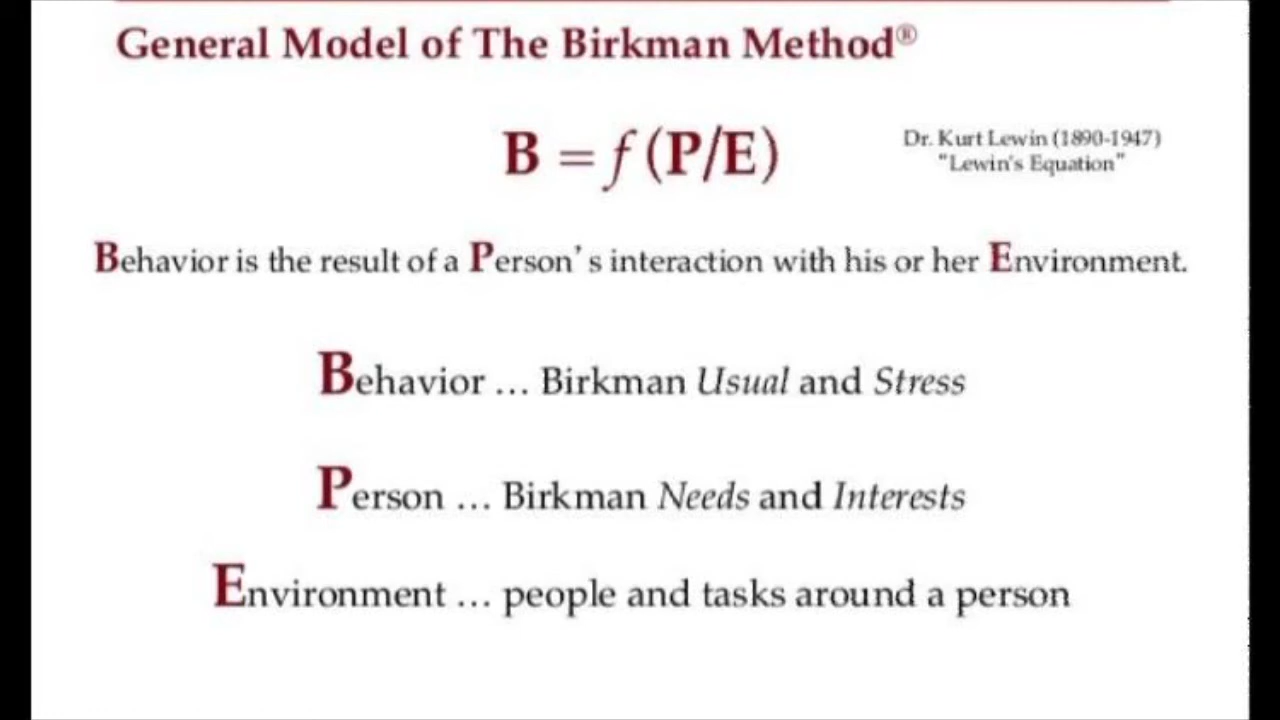 General Model of The Birkman Method®
B = f (P/E)
Dr. Kurt Lewin (1890-1947)
"Lewin's Equation"
Behavior is the result of a Person's interaction with his or her Environment.
Behavior … Birkman Usual and Stress
Person … Birkman Needs and Interests
Environment … people and tasks around a person